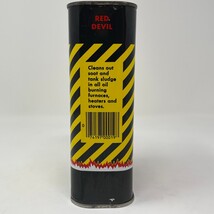 RED
DEVIL
Cleans out
soot and
tank sludge
in all oil
burning
furnaces,
heaters and
stoves.